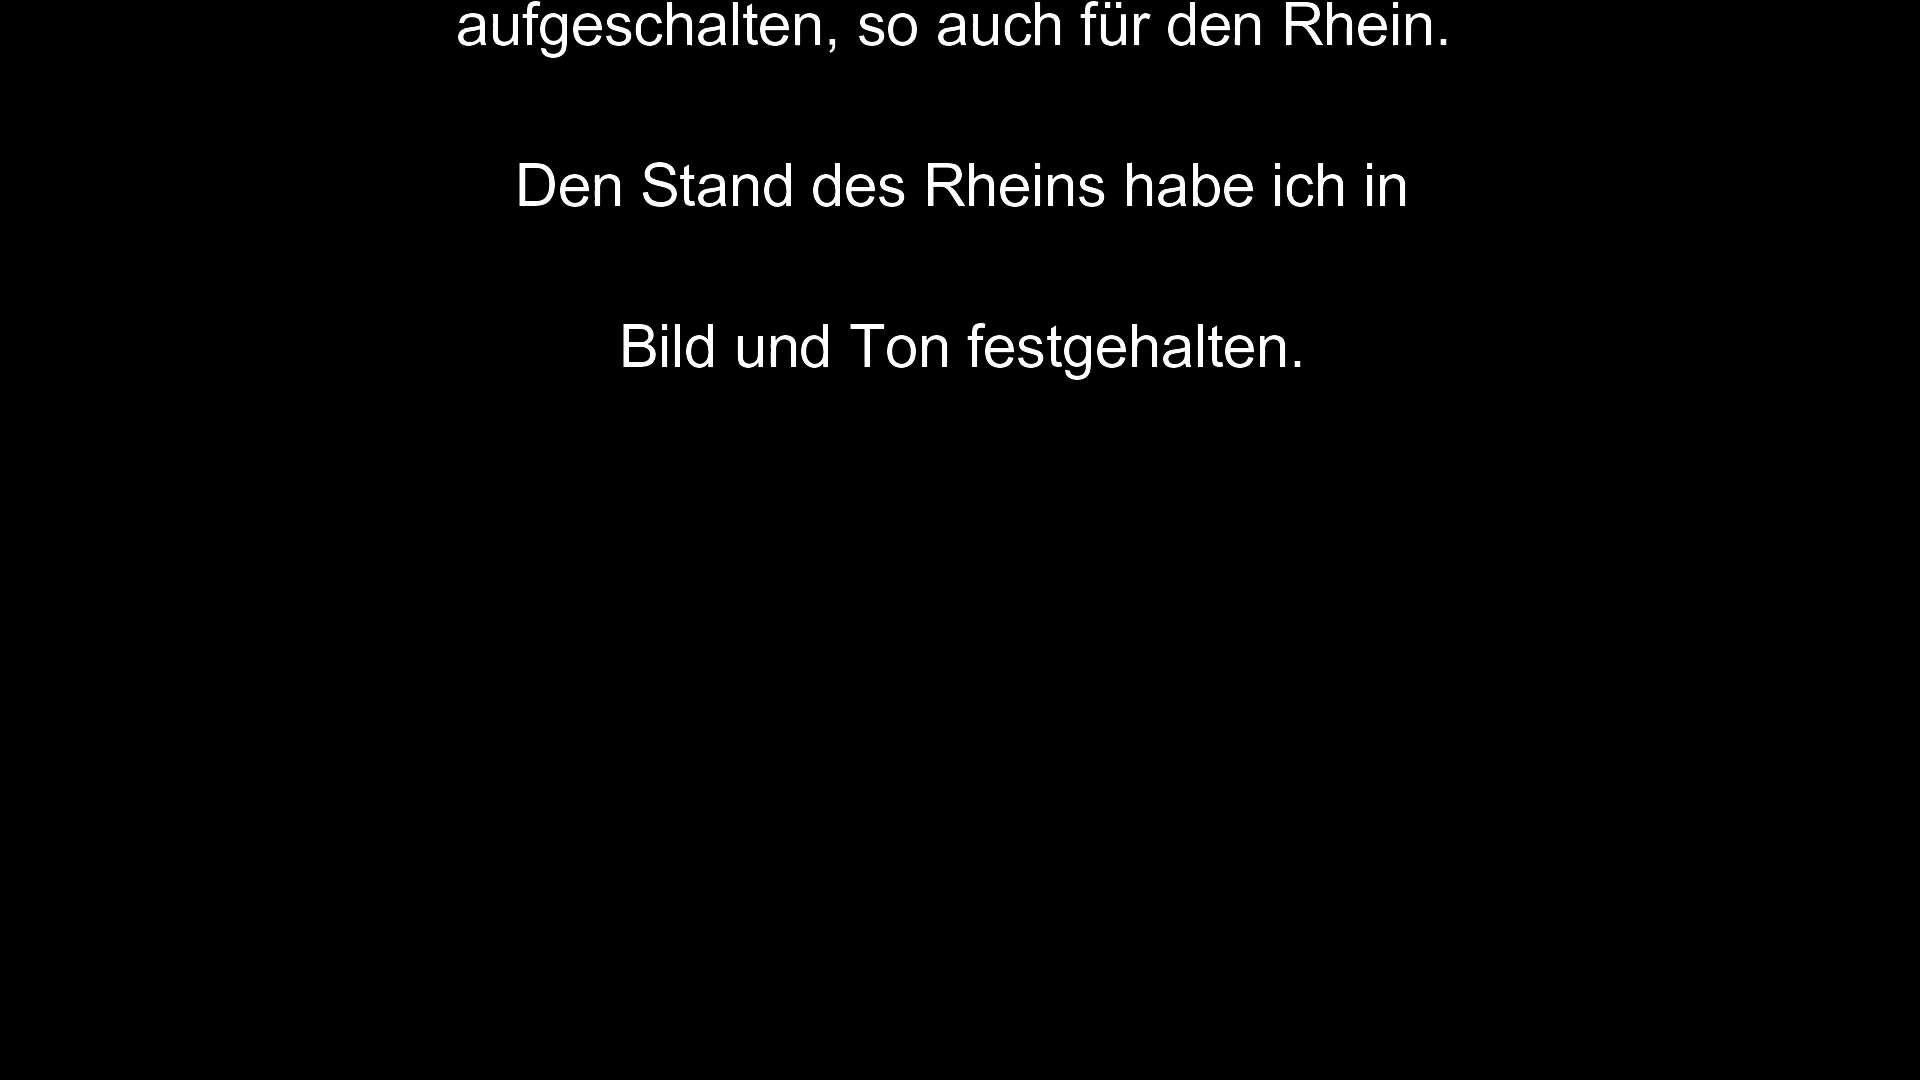 aufgeschalten, so auch für den Rhein.
Den Stand des Rheins habe ich in
Bild und Ton festgehalten.